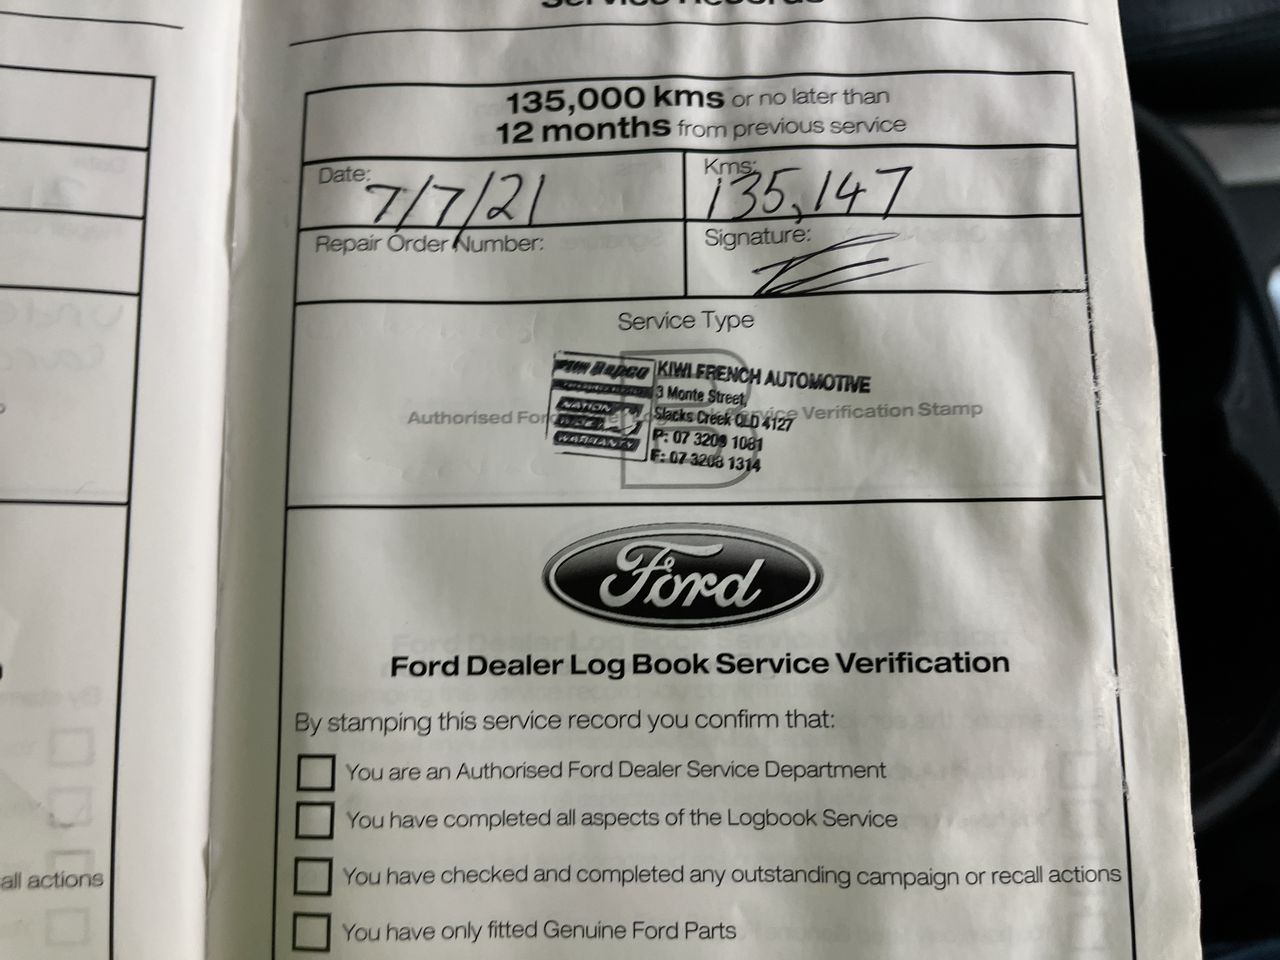 Service Records
135,000 kms or no later than
12 months from previous service
Date: 7/7/21
Kms: 135,147
Repair Order Number:
Signature:
Service Type
B
KIWI FRENCH AUTOMOTIVE
3 Monte Street,
Slacks Creek QLD 4127
P: 07 3209 1081
F: 07 3208 1314
WARRANTY
Authorised Ford Service Verification Stamp
Ford
Ford Dealer Log Book Service Verification
By stamping this service record you confirm that:
You are an Authorised Ford Dealer Service Department
You have completed all aspects of the Logbook Service
You have checked and completed any outstanding campaign or recall actions
You have only fitted Genuine Ford Parts
all actions